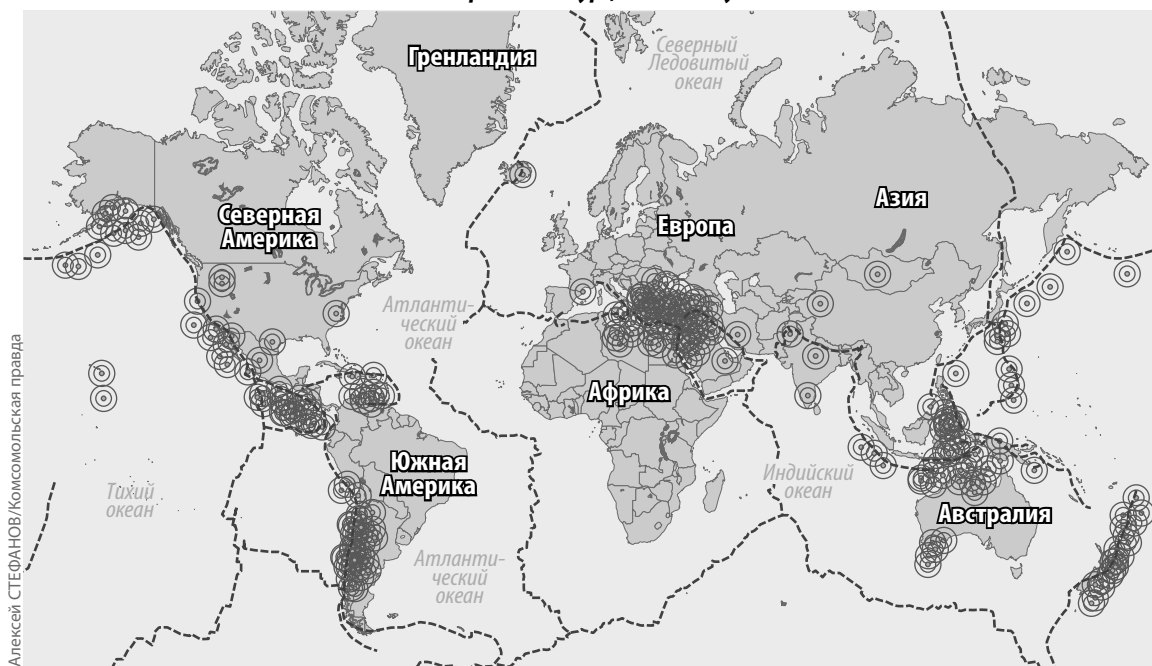 Гренландия
Северный
Ледовитый
океан
Азия
Северная
Америка
Европа
Атланти-
ческий
океан
Африка
Южная
Америка
Индийский
океан
Тихий
океан
Австралия
Атланти-
ческий
океан
Алексей СТЕФАНОВ/Комсомольская правда